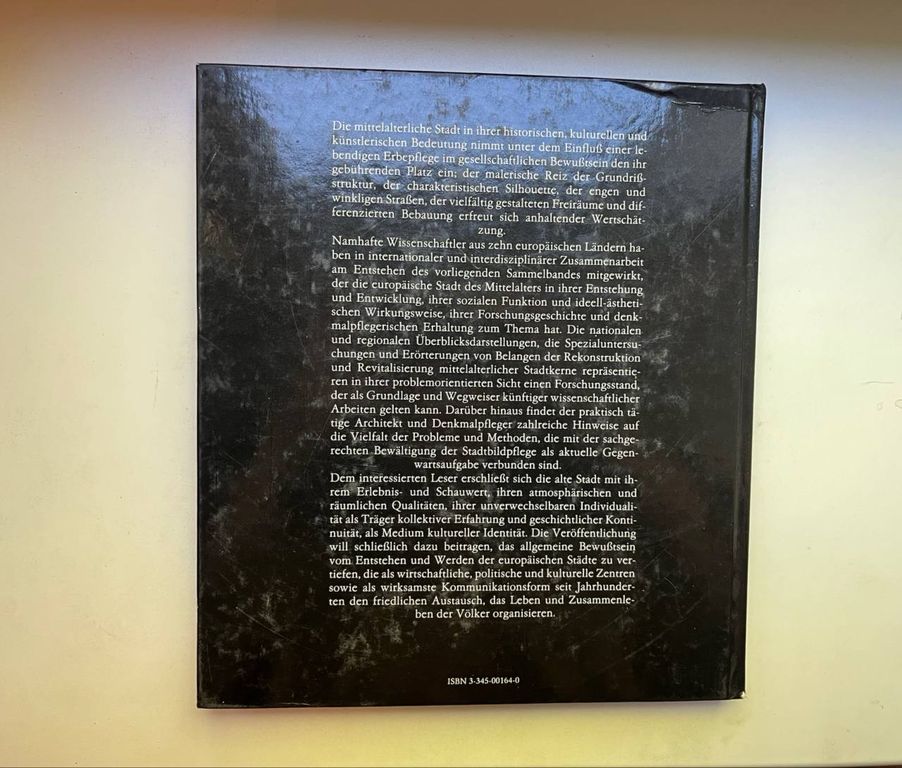 Die mittelalterliche Stadt in ihrer historischen, kulturellen und
künstlerischen Bedeutung nimmt unter dem Einfluß einer le-
bendigen Erbepflege im gesellschaftlichen Bewußtsein den ihr
gebührenden Platz ein; der malerische Reiz der Grundriß-
struktur, der charakteristischen Silhouette, der engen und
winkligen Straßen, der vielfältig gestalteten Freiräume und dif-
ferenzierten Bebauung erfreut sich anhaltender Wertschät-
zung.
Namhafte Wissenschaftler aus zehn europäischen Ländern ha-
ben in internationaler und interdisziplinärer Zusammenarbeit
am Entstehen des vorliegenden Sammelbandes mitgewirkt,
der die europäische Stadt des Mittelalters in ihrer Entstehung
und Entwicklung, ihrer sozialen Funktion und ideell-ästheti-
schen Wirkungsweise, ihrer Forschungsgeschichte und denk-
malpflegerischen Erhaltung zum Thema hat. Die nationalen
und regionalen Überblicksdarstellungen, die Spezialuntersu-
chungen und Erörterungen von Belangen der Rekonstruktion
und Revitalisierung mittelalterlicher Stadtkerne repräsentie-
ren in ihrer problemorientierten Sicht einen Forschungsstand,
der als Grundlage und Wegweiser künftiger wissenschaftlicher
Arbeiten gelten kann. Darüber hinaus findet der praktisch tä-
tige Architekt und Denkmalpfleger zahlreiche Hinweise auf
die Vielfalt der Probleme und Methoden, die mit der sachge-
rechten Bewältigung der Stadtbildpflege als aktuelle Gegen-
wartsaufgabe verbunden sind.
Dem interessierten Leser erschließt sich die alte Stadt mit ih-
rem Erlebnis- und Schauwert, ihren atmosphärischen und
räumlichen Qualitäten, ihrer unverwechselbaren Individuali-
tät als Träger kollektiver Erfahrung und geschichtlicher Konti-
nuität, als Medium kultureller Identität. Die Veröffentlichung
will schließlich dazu beitragen, das allgemeine Bewußtsein
vom Entstehen und Werden der europäischen Städte zu ver-
tiefen, die als wirtschaftliche, politische und kulturelle Zentren
sowie als wirksamste Kommunikationsform seit Jahrhunder-
ten den friedlichen Austausch, das Leben und Zusammenle-
ben der Völker organisieren.
ISBN 3-345-00164-0